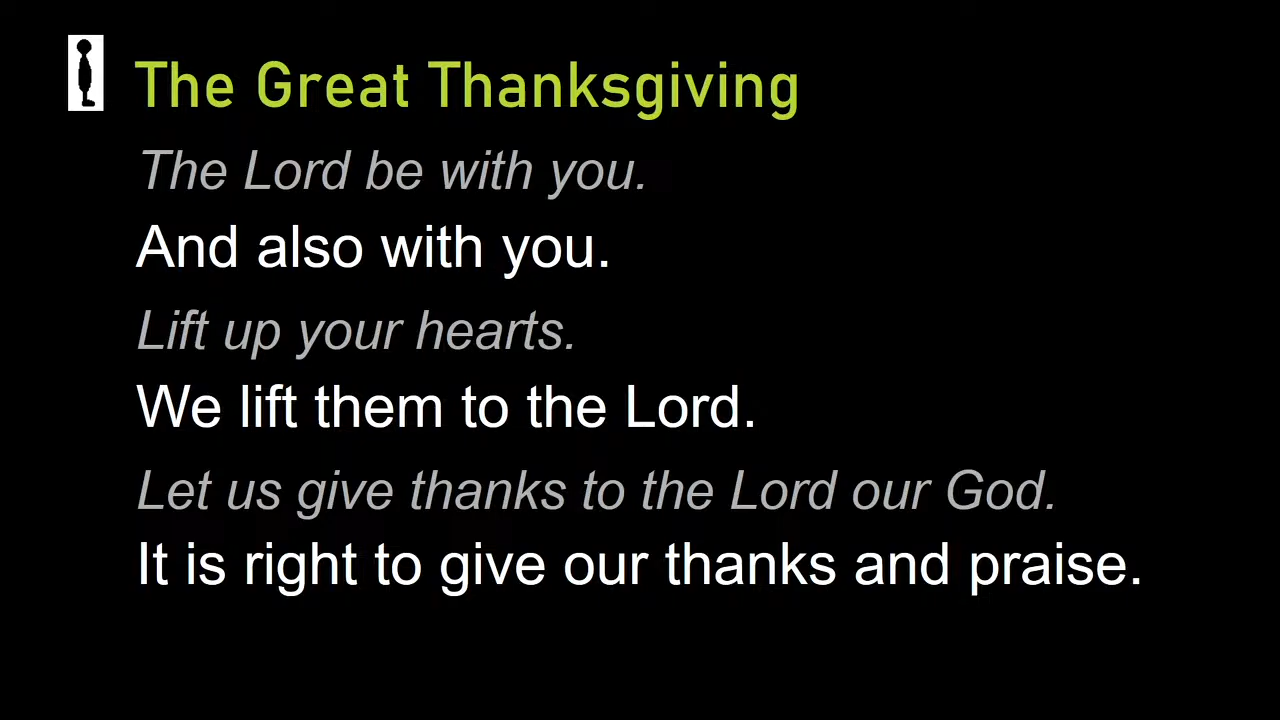 The Great Thanksgiving
The Lord be with you.
And also with you.
Lift up your hearts.
We lift them to the Lord.
Let us give thanks to the Lord our God.
It is right to give our thanks and praise.